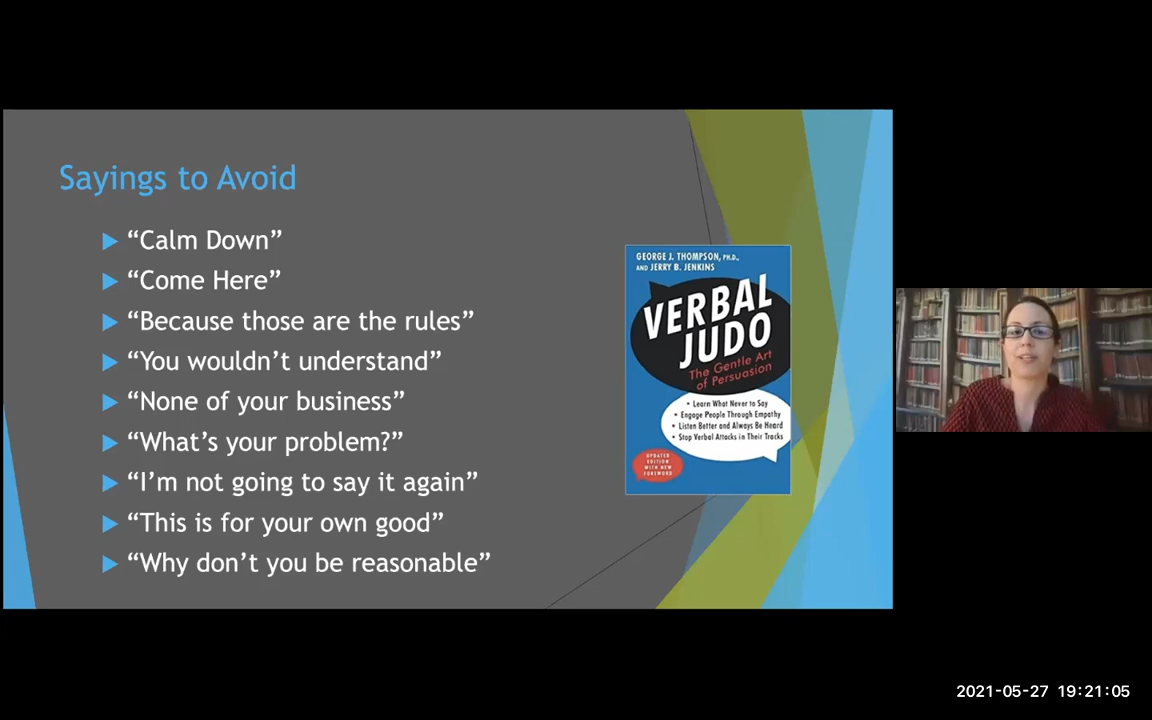 Sayings to Avoid
“Calm Down”
“Come Here”
“Because those are the rules”
“You wouldn’t understand”
“None of your business”
“What’s your problem?”
“I’m not going to say it again”
“This is for your own good”
“Why don’t you be reasonable”
GEORGE J. THOMPSON, PH.D.,
AND JERRY B. JENKINS
VERBAL
JUDO
The Gentle Art
of Persuasion
• Learn What Never to Say
• Engage People Through Empathy
• Listen Better and Always Be Heard
• Stop Verbal Attacks in Their Tracks
UPDATED
EDITION
WITH NEW
FOREWORD
2021-05-27 19:21:05